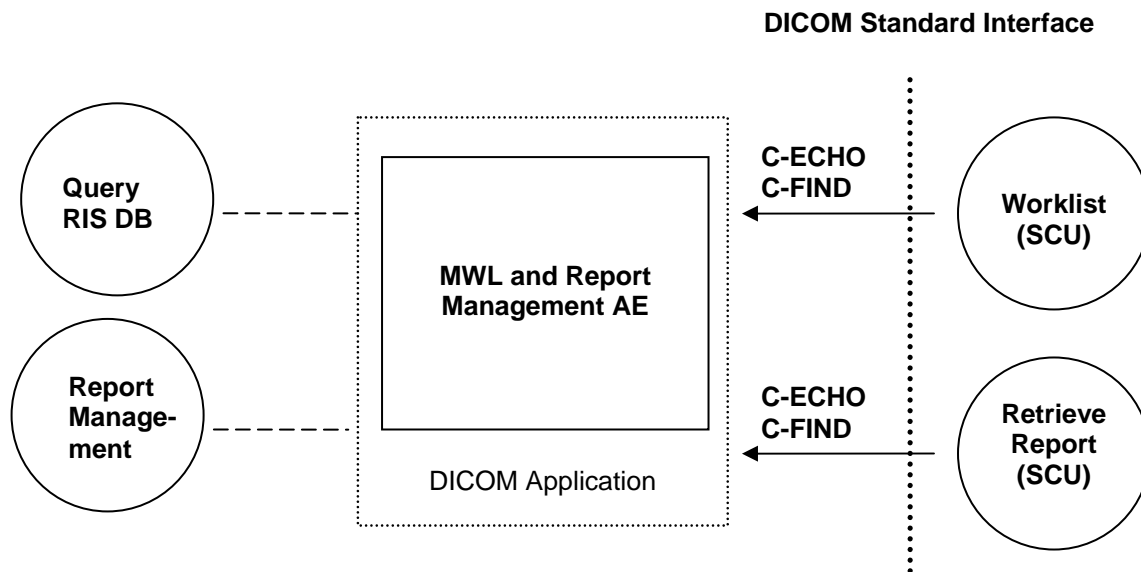 DICOM Standard Interface
Query
RIS DB
Report
Manage-
ment
MWL and Report
Management AE
DICOM Application
C-ECHO
C-FIND
C-ECHO
C-FIND
Worklist
(SCU)
Retrieve
Report
(SCU)